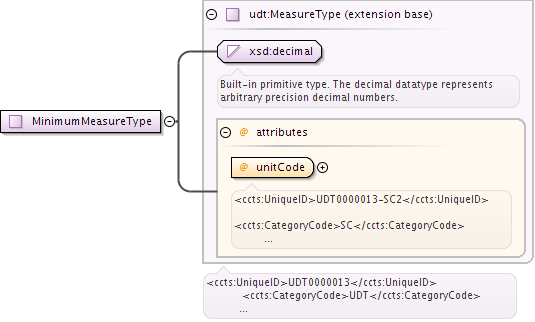 udt:MeasureType (extension base)
xsd:decimal
Built-in primitive type. The decimal datatype represents
arbitrary precision decimal numbers.
MinimumMeasureType
@ attributes
@ unitCode
<ccts:UniqueID>UDT0000013-SC2</ccts:UniqueID>
<ccts:CategoryCode>SC</ccts:CategoryCode>
...
<ccts:UniqueID>UDT0000013</ccts:UniqueID>
<ccts:CategoryCode>UDT</ccts:CategoryCode>
...